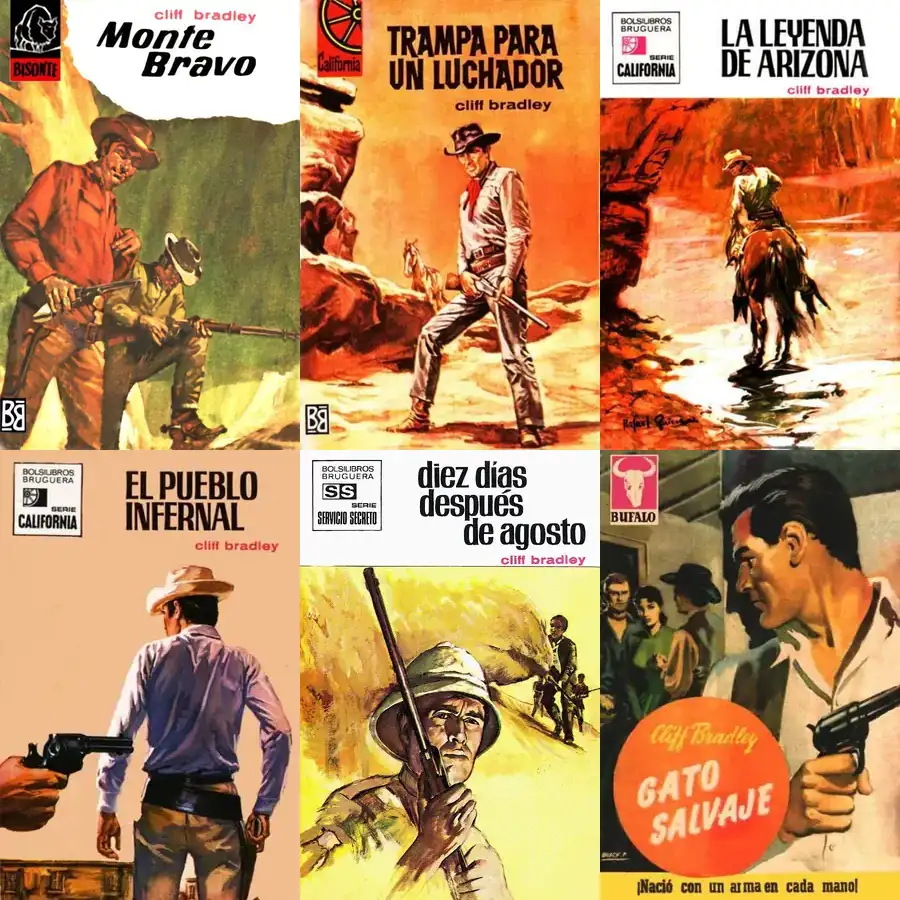 cliff bradley
Monte
Bravo
BISONTE
BB
California
TRAMPA PARA
UN LUCHADOR
cliff bradley
BB
BOLSILIBROS
BRUGUERA
SERIE
CALIFORNIA
LA LEYENDA
DE ARIZONA
cliff bradley
BOLSILIBROS
BRUGUERA
SERIE
CALIFORNIA
EL PUEBLO
INFERNAL
cliff bradley
BOLSILIBROS
BRUGUERA
SS
SERIE
SERVICIO SECRETO
diez días
después
de agosto
cliff bradley
BUFALO
Cliff Bradley
GATO
SALVAJE
¡Nació con un arma en cada mano!